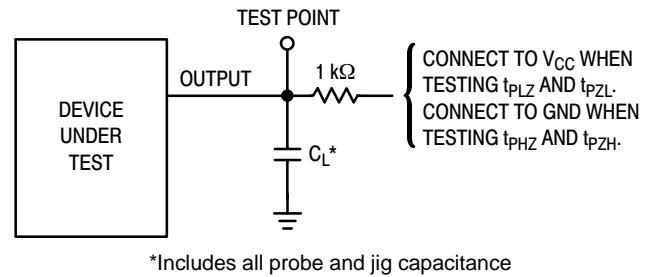 TEST POINT
DEVICE
UNDER
TEST
OUTPUT
1 kΩ
CONNECT TO VCC WHEN
TESTING tPLZ AND tPZL.
CONNECT TO GND WHEN
TESTING tPHZ AND tPZH.
CL*
*Includes all probe and jig capacitance